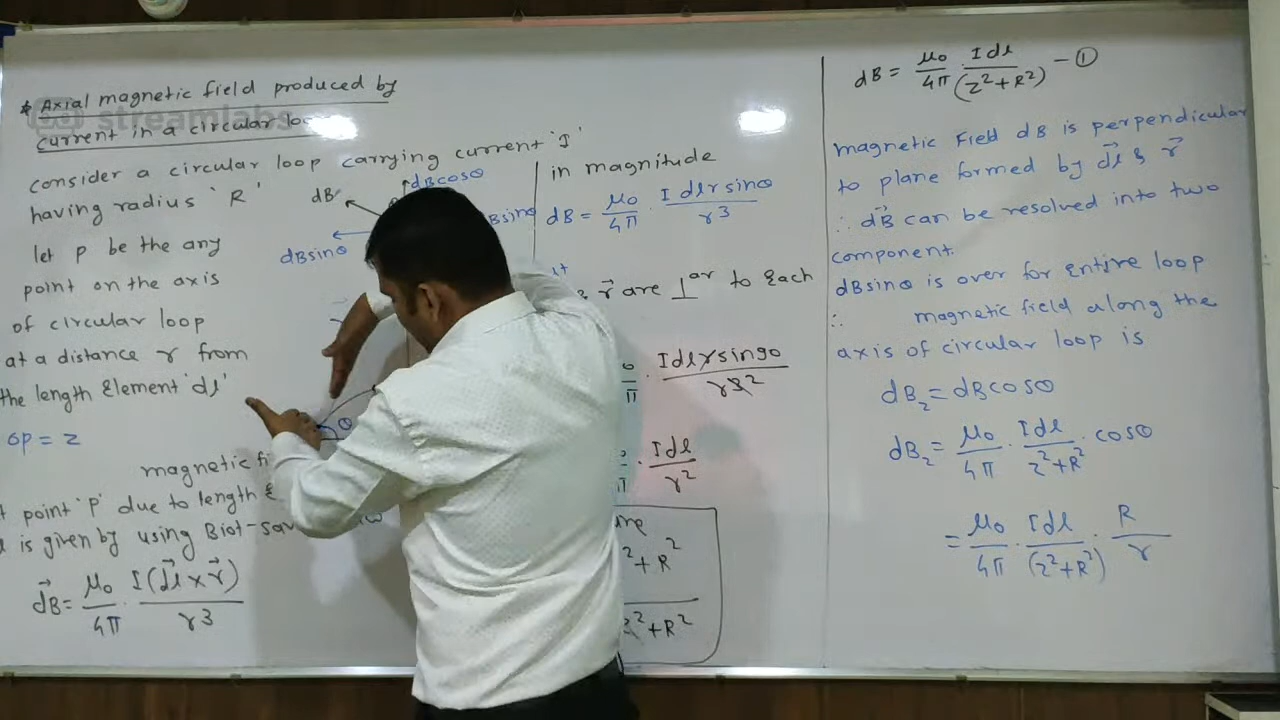 * Axial magnetic field produced by
current in a circular
consider a circular loop carrying current 'I'
having radius 'R'
let p be the any
point on the axis
of circular loop
at a distance r from
the length Element 'dl'
op = z
magnetic
point 'p' due to length
is given by using Biot-
dB⃗ = μ₀/4π · I(dl⃗ × r⃗)/r³
dB
dBcosθ
dBsinθ
Bsinθ
θ
in magnitude
dB = μ₀/4π · I dl r sinθ / r³
r⃗ are ⊥ar to Each
π · Idl r sin90 / r3²
π · Idl / r²
² + R²
² + R²
dB = μ₀/4π · Idl/(z²+R²) — ①
magnetic Field dB is perpendicular
to plane formed by dl⃗ & r⃗
∴ dB⃗ can be resolved into two
component.
dBsinθ is over for Entire loop
∴ magnetic field along the
axis of circular loop is
dBz = dBcosθ
dBz = μ₀/4π · Idl/z²+R² · cosθ
= μ₀/4π · Idl/(z²+R²) · R/r
streamlabs